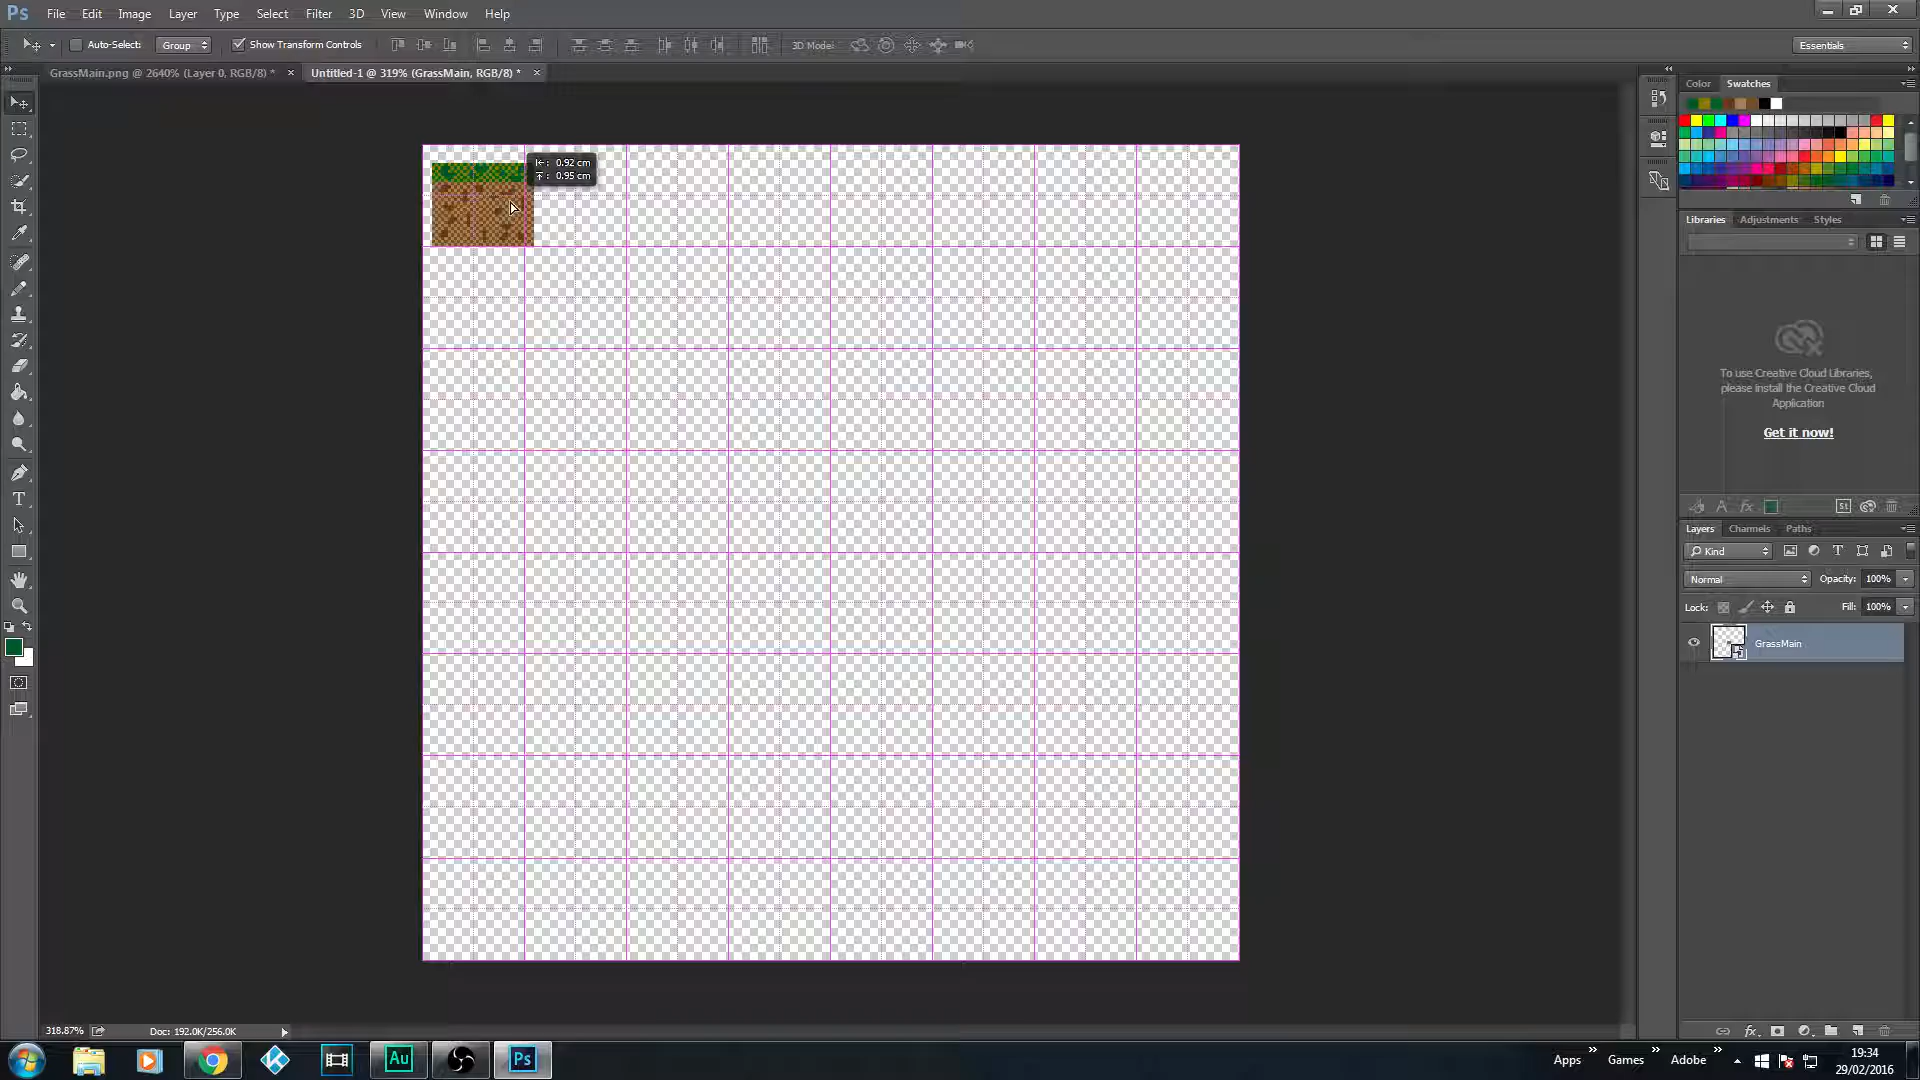 Ps File Edit Image Layer Type Select Filter 3D View Window Help
Auto-Select: Group Show Transform Controls 3D Mode: Essentials
GrassMain.png @ 2640% (Layer 0, RGB/8) * × Untitled-1 @ 319% (GrassMain, RGB/8) * ×
Color Swatches
0.92 cm
0.95 cm
Libraries Adjustments Styles
To use Creative Cloud Libraries,
please install the Creative Cloud
Application
Get it now!
Layers Channels Paths
Kind
Normal Opacity: 100%
Lock: Fill: 100%
GrassMain
318.87% Doc: 192.0K/256.0K
Au Ps Apps Games Adobe 19:34
29/02/2016